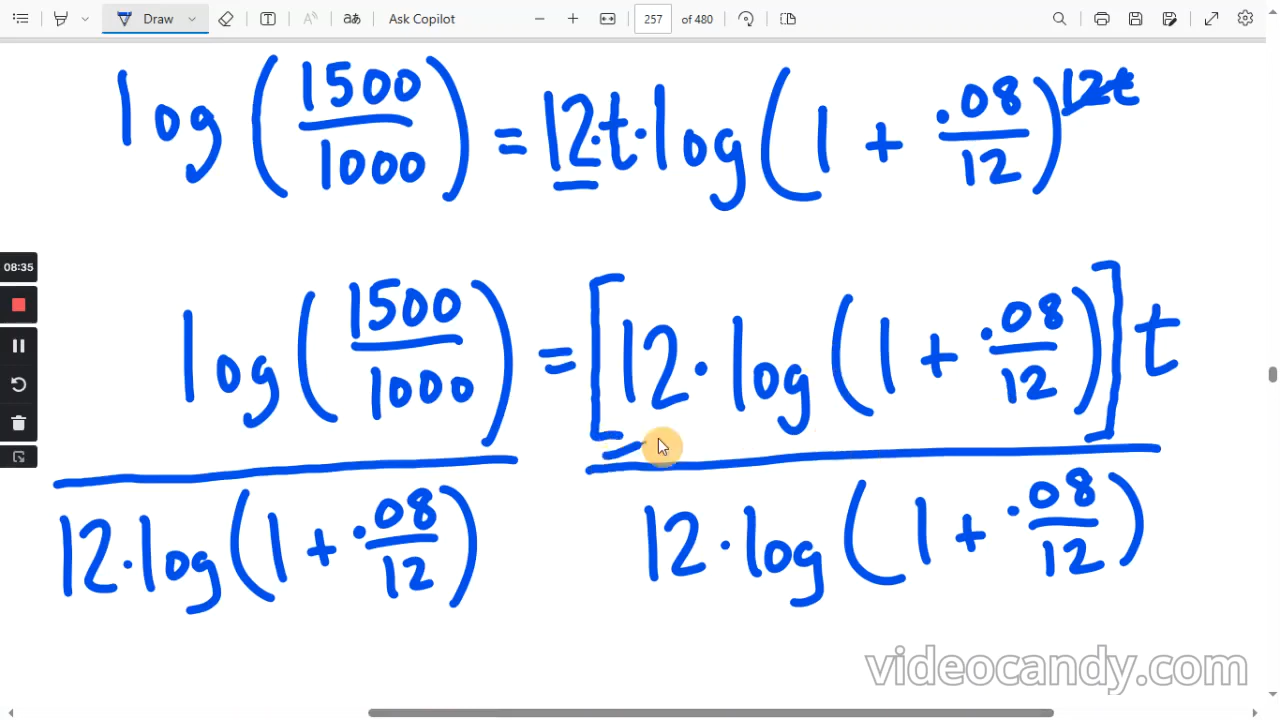 Draw Ask Copilot 257 of 480
log(1500/1000) = 12·t·log(1 + .08/12)^12t
08:35
log(1500/1000) = [12·log(1 + .08/12)]t
12·log(1 + .08/12) 12·log(1 + .08/12)
videocandy.com